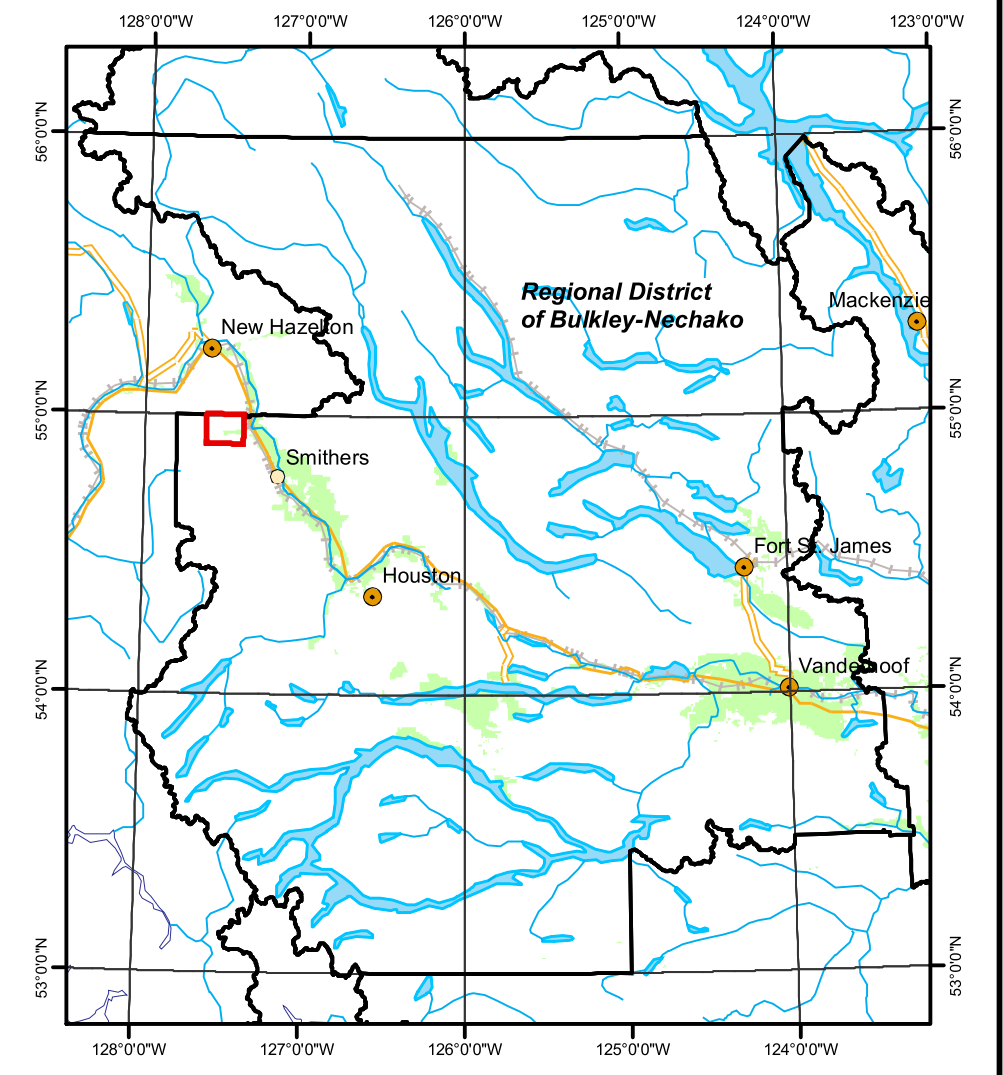 128°0'0"W 127°0'0"W 126°0'0"W 125°0'0"W 124°0'0"W 123°0'0"W
56°0'0"N 56°0'0"N
Regional District
of Bulkley-Nechako
Mackenzie
New Hazelton
55°0'0"N 55°0'0"N
Smithers
Fort St. James
Houston
Vanderhoof
54°0'0"N 54°0'0"N
53°0'0"N 53°0'0"N
128°0'0"W 127°0'0"W 126°0'0"W 125°0'0"W 124°0'0"W